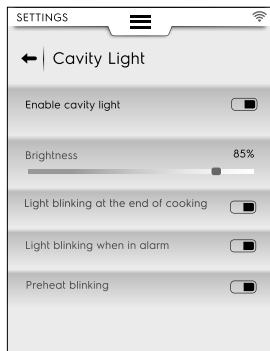 SETTINGS
Cavity Light
Enable cavity light
Brightness 85%
Light blinking at the end of cooking
Light blinking when in alarm
Preheat blinking